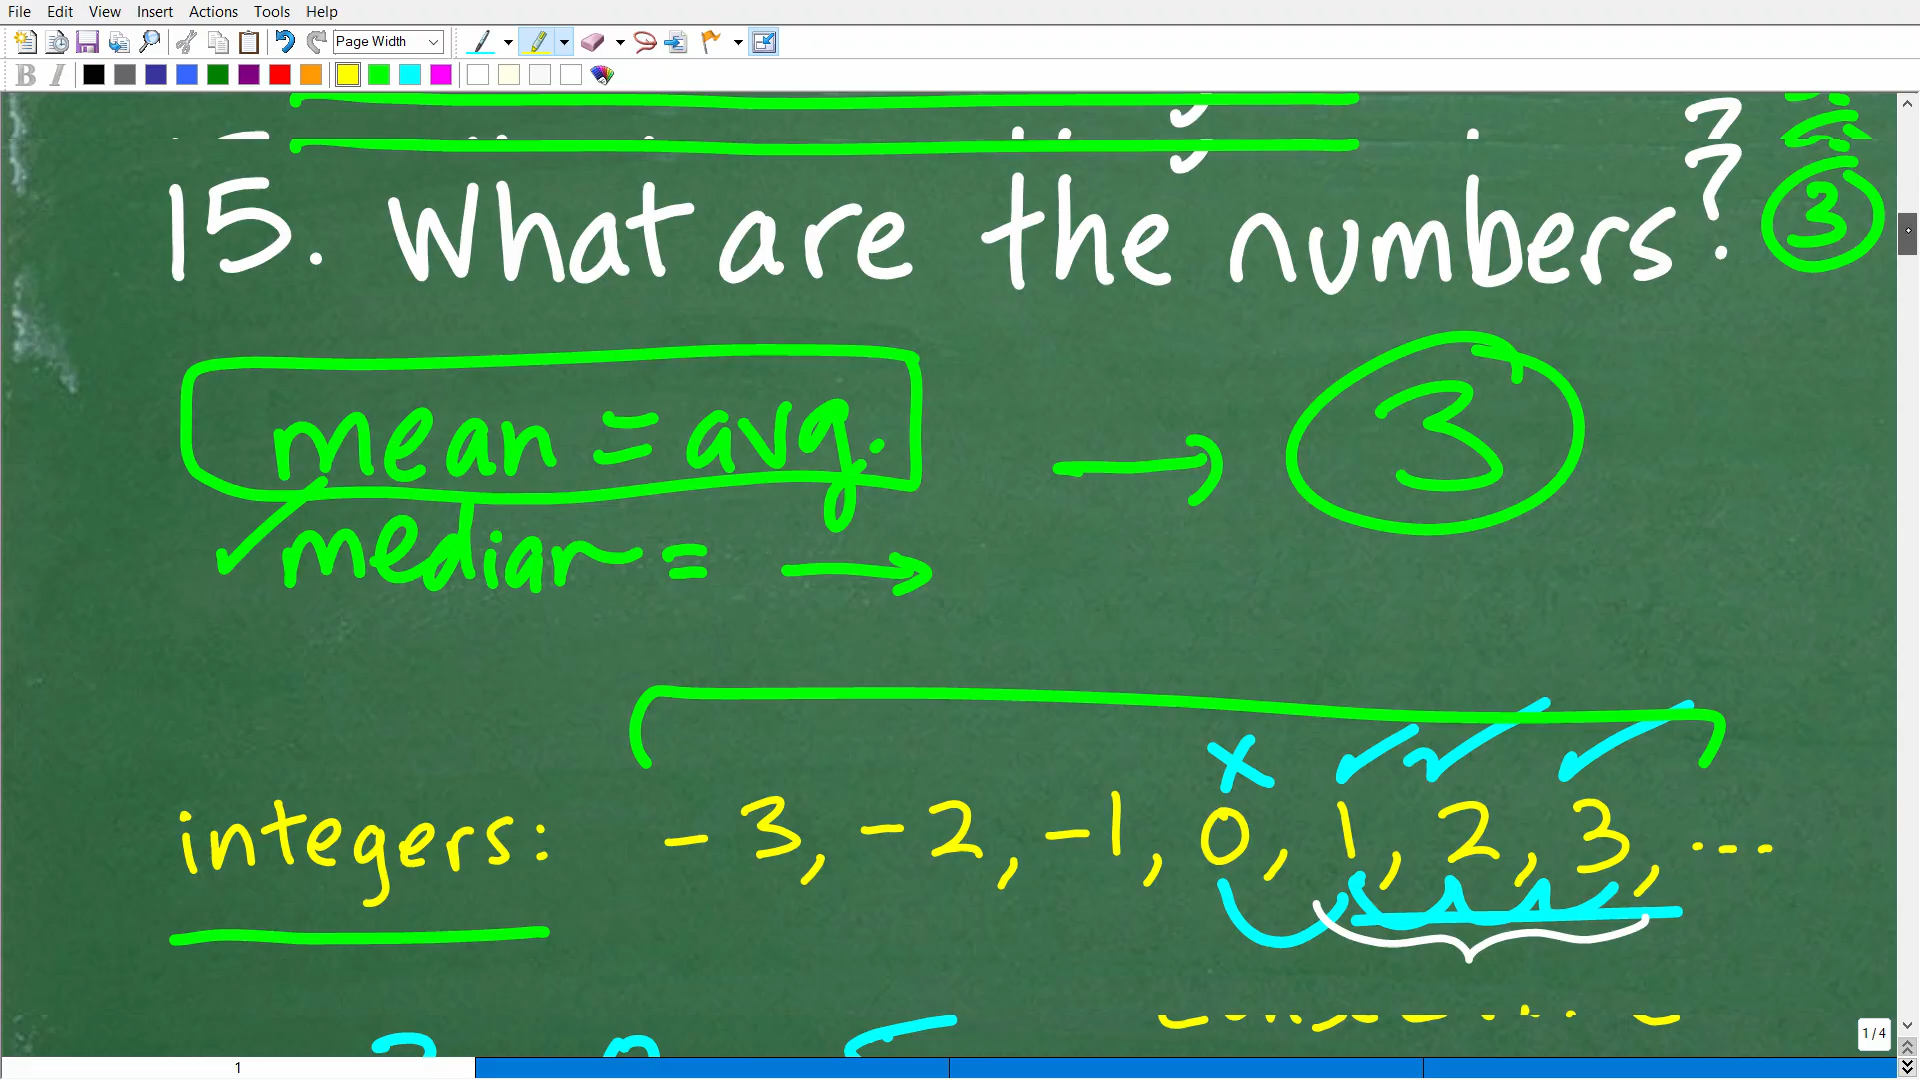 File Edit View Insert Actions Tools Help
Page Width
B I
15. What are the numbers?
3
mean = avg. → 3
✓median = →
x ✓ ✓ ✓
integers: -3, -2, -1, 0, 1, 2, 3, ...
1 / 4
1